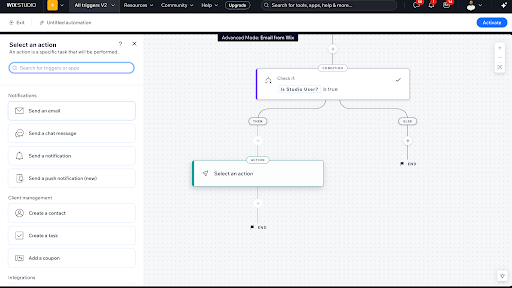 WIX STUDIO
All triggers V2
Resources
Community
Help
Upgrade
Search for tools, apps, help & more...
Exit
Untitled automation
Activate
Advanced Mode: Email from Wix
Select an action
?
An action is a specific task that will be performed.
Search for triggers or apps
Notifications
Send an email
Send a chat message
Send a notification
Send a push notification (new)
Client management
Create a contact
Create a task
Add a coupon
Integrations
CONDITION
Check if:
Is Studio User? is true
THEN
ELSE
END
ACTION
Select an action
END